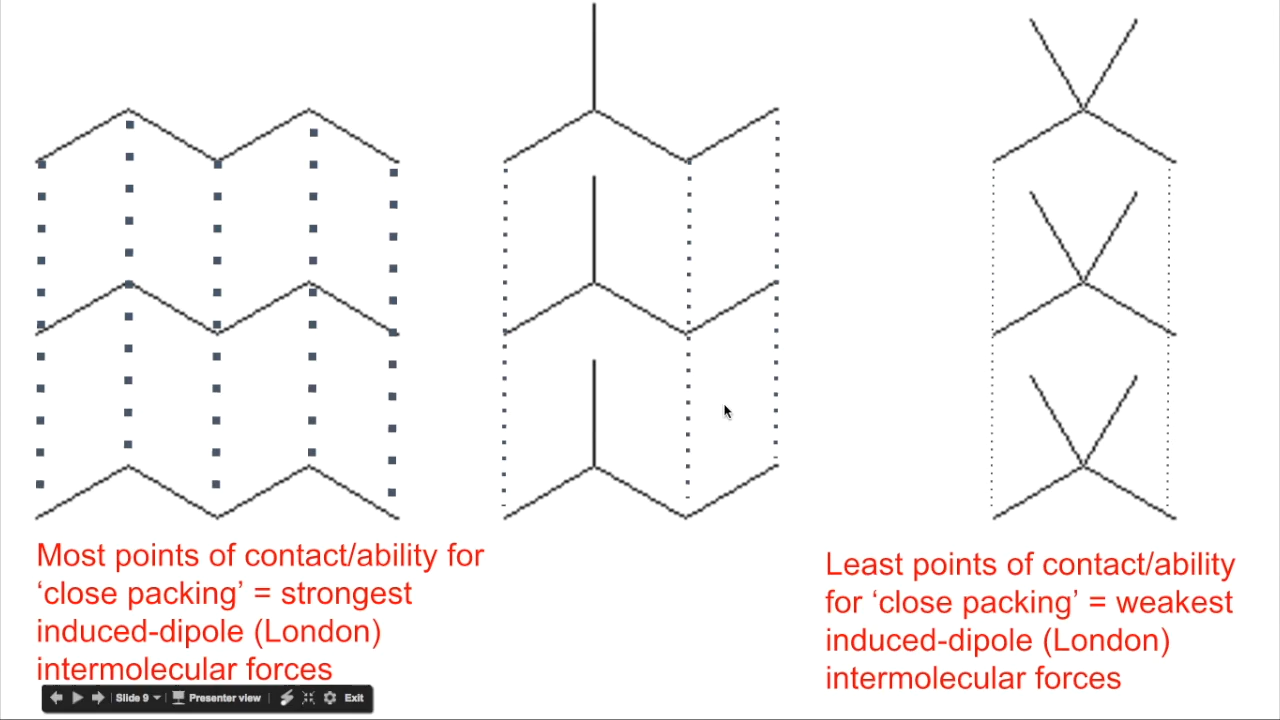 Most points of contact/ability for
‘close packing’ = strongest
induced-dipole (London)
intermolecular forces
Least points of contact/ability
for ‘close packing’ = weakest
induced-dipole (London)
intermolecular forces
Slide 9 Presenter view Exit